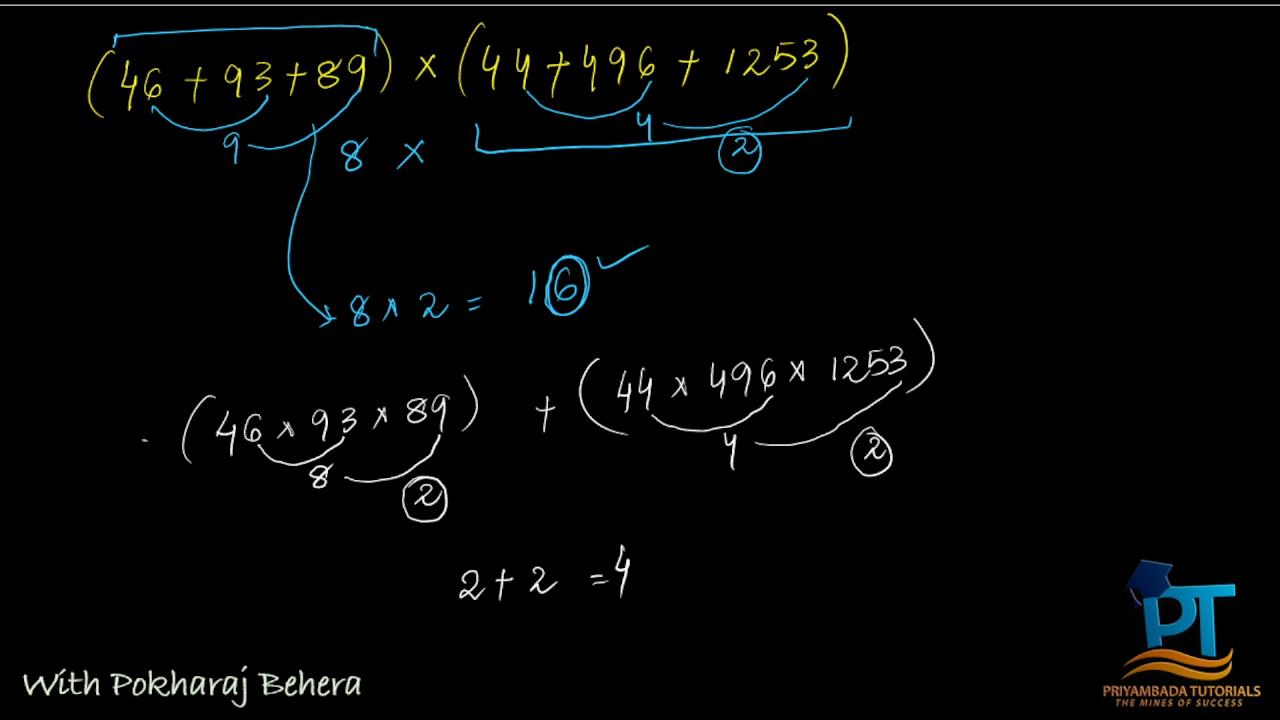 (46 + 93 + 89) × (44 + 496 + 1253)
9 8 × 4 2
8 × 2 = 16 ✓
(46 × 93 × 89) + (44 × 496 × 1253)
8 2 4 2
2 + 2 = 4
With Pokharaj Behera
PT
PRIYAMBADA TUTORIALS
THE MINES OF SUCCESS